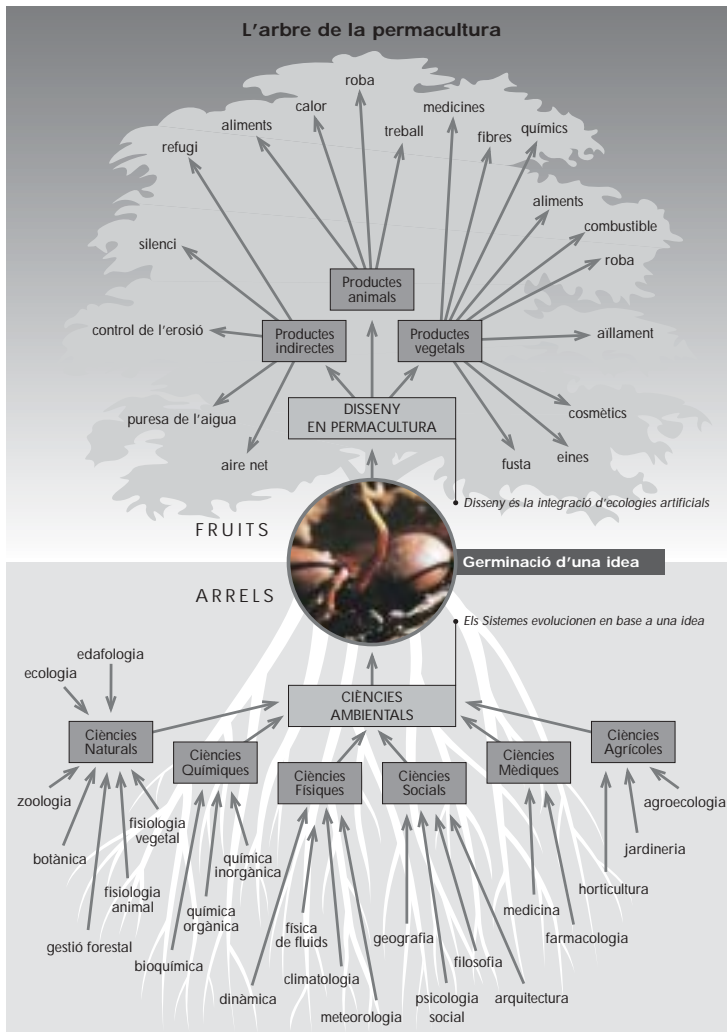 L'arbre de la permacultura
roba
calor
medicines
aliments
treball
fibres
químics
refugi
aliments
combustible
silenci
roba
Productes
animals
control de l'erosió
Productes
indirectes
Productes
vegetals
aïllament
puresa de l'aigua
DISSENY
EN PERMACULTURA
cosmètics
aire net
fusta
eines
Disseny és la integració d'ecologies artificials
FRUITS
Germinació d'una idea
ARRELS
Els Sistemes evolucionen en base a una idea
edafologia
ecologia
CIÈNCIES
AMBIENTALS
Ciències
Naturals
Ciències
Químiques
Ciències
Físiques
Ciències
Socials
Ciències
Mèdiques
Ciències
Agrícoles
zoologia
fisiologia
vegetal
agroecologia
botànica
química
inorgànica
jardineria
fisiologia
animal
horticultura
química
orgànica
medicina
gestió forestal
física
de fluids
geografia
farmacologia
bioquímica
filosofia
climatologia
dinàmica
psicologia
social
arquitectura
meteorologia